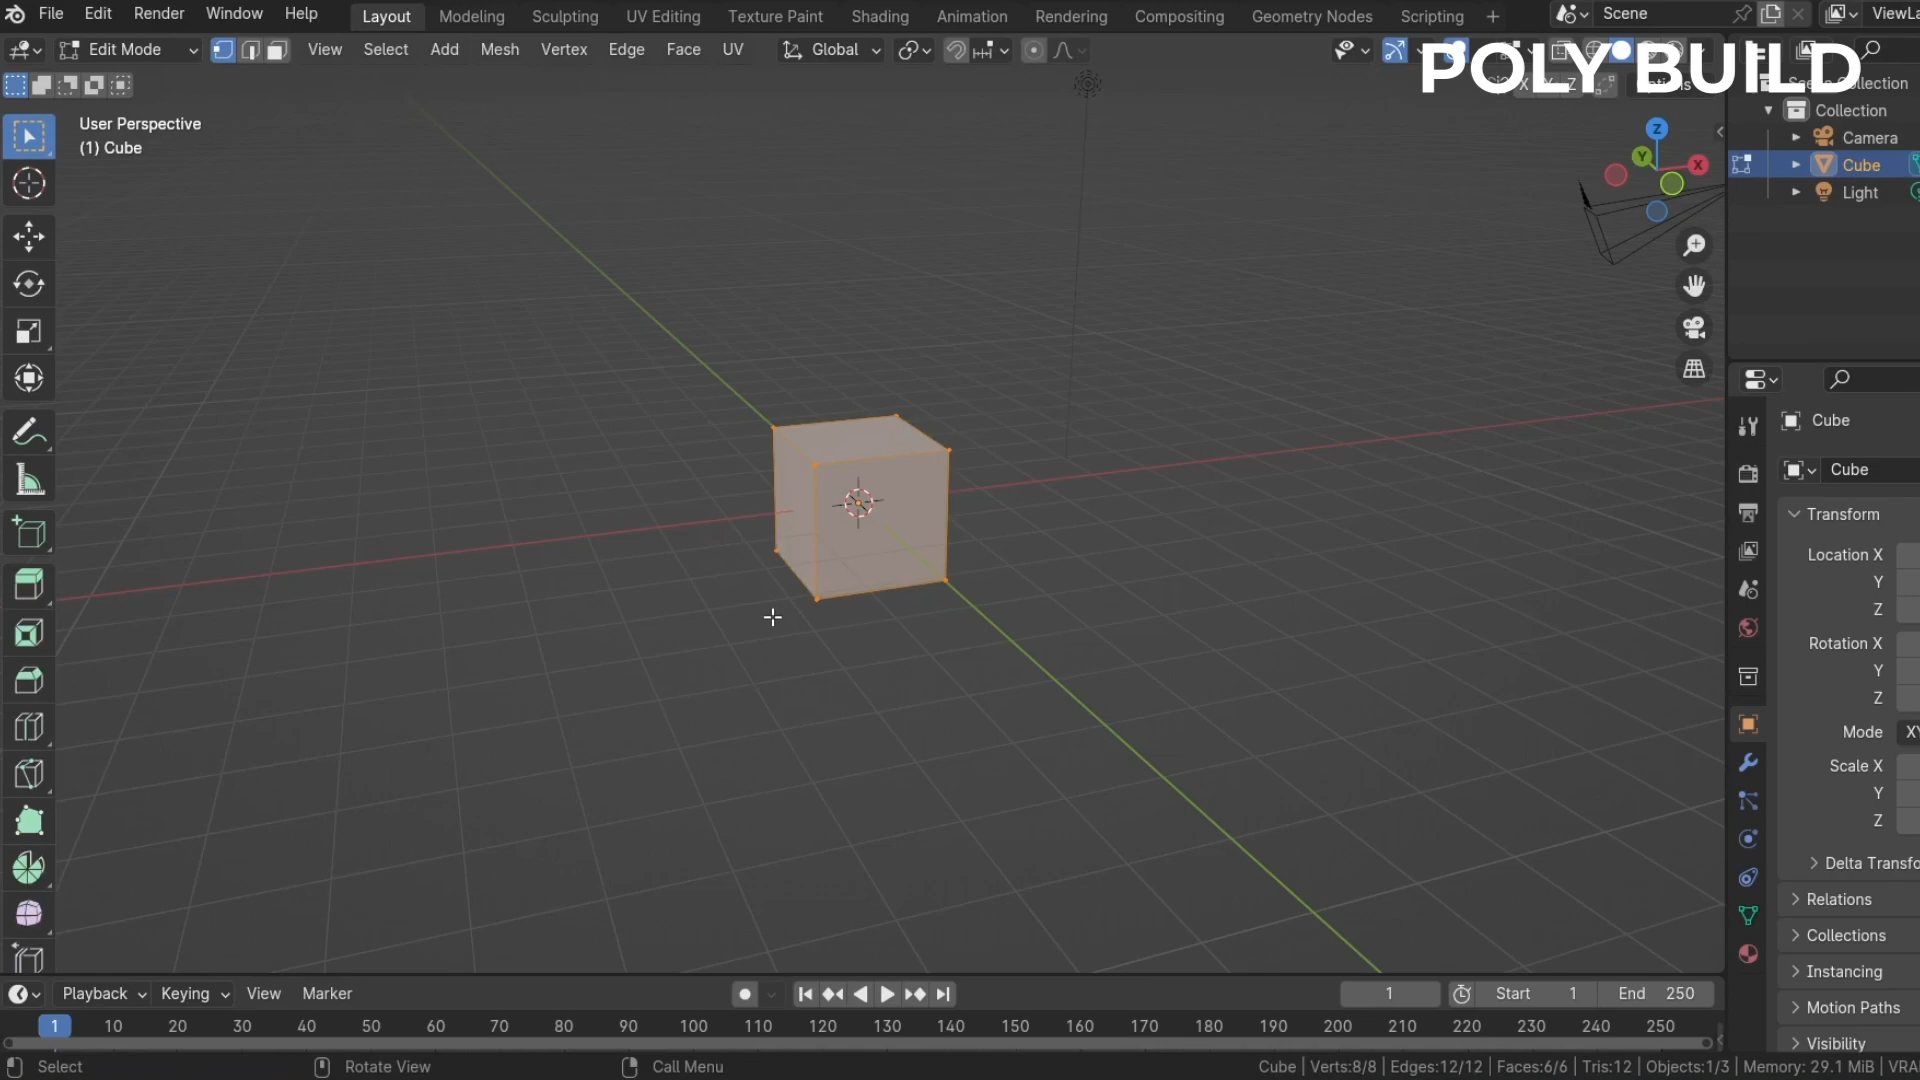 File Edit Render Window Help Layout Modeling Sculpting UV Editing Texture Paint Shading Animation Rendering Compositing Geometry Nodes Scripting + Scene ViewLa
Edit Mode View Select Add Mesh Vertex Edge Face UV Global
POLY BUILD
Collection
User Perspective
(1) Cube
Z
Y
X
Collection
Camera
Cube
Light
Cube
Cube
Transform
Location X
Y
Z
Rotation X
Y
Z
Mode XY
Scale X
Y
Z
Delta Transfo
Relations
Collections
Instancing
Motion Paths
Visibility
Playback Keying View Marker 1 Start 1 End 250
1 10 20 30 40 50 60 70 80 90 100 110 120 130 140 150 160 170 180 190 200 210 220 230 240 250
Select Rotate View Call Menu Cube | Verts:8/8 | Edges:12/12 | Faces:6/6 | Tris:12 | Objects:1/3 | Memory: 29.1 MiB | VRA